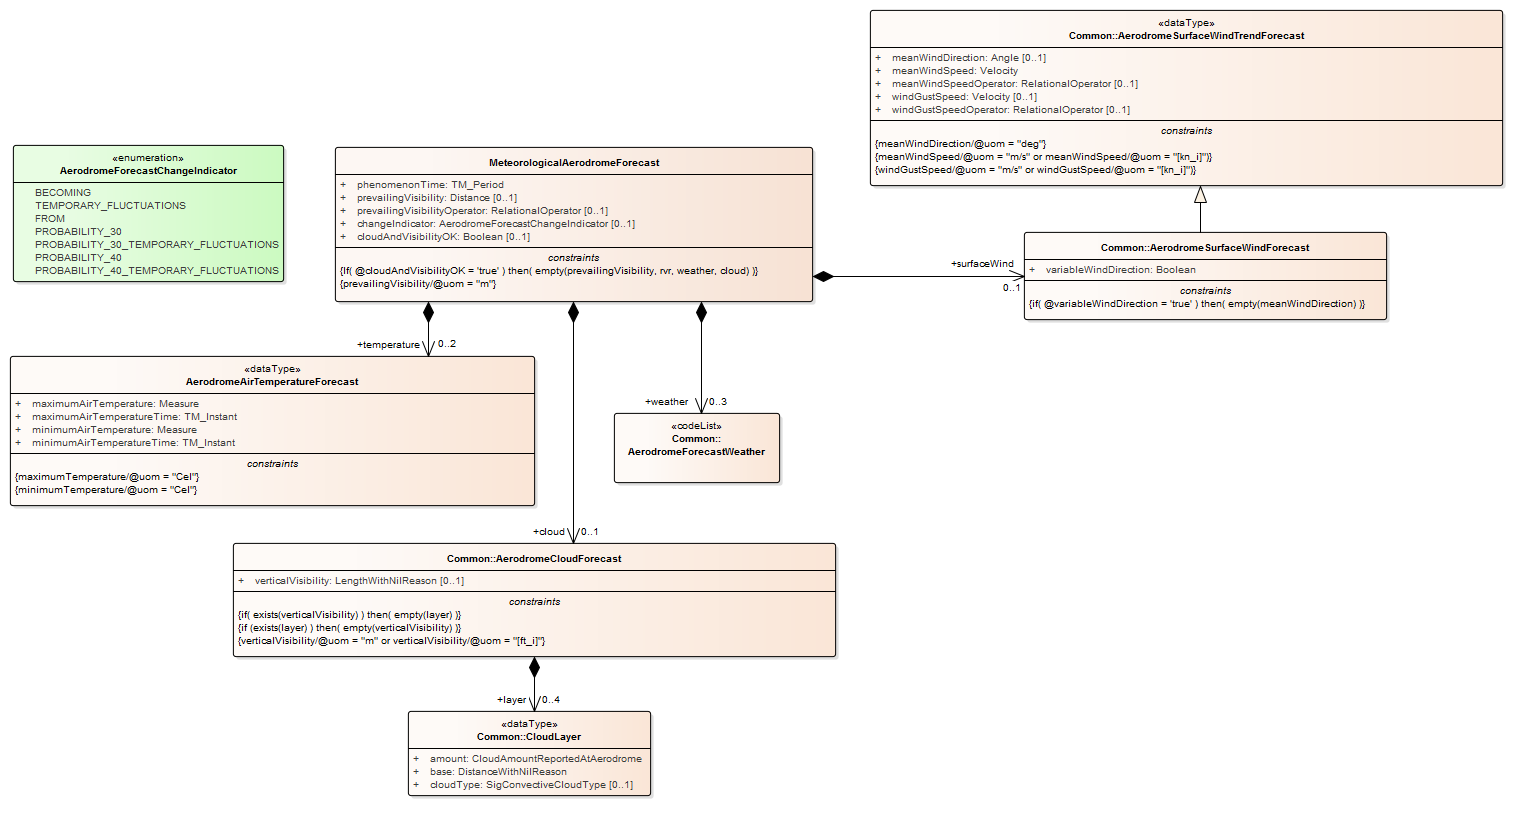 «dataType»
Common::AerodromeSurfaceWindTrendForecast
+ meanWindDirection: Angle [0..1]
+ meanWindSpeed: Velocity
+ meanWindSpeedOperator: RelationalOperator [0..1]
+ windGustSpeed: Velocity [0..1]
+ windGustSpeedOperator: RelationalOperator [0..1]
constraints
{meanWindDirection/@uom = "deg"}
{meanWindSpeed/@uom = "m/s" or meanWindSpeed/@uom = "[kn_i]")}
{windGustSpeed/@uom = "m/s" or windGustSpeed/@uom = "[kn_i]")}
«enumeration»
AerodromeForecastChangeIndicator
BECOMING
TEMPORARY_FLUCTUATIONS
FROM
PROBABILITY_30
PROBABILITY_30_TEMPORARY_FLUCTUATIONS
PROBABILITY_40
PROBABILITY_40_TEMPORARY_FLUCTUATIONS
MeteorologicalAerodromeForecast
+ phenomenonTime: TM_Period
+ prevailingVisibility: Distance [0..1]
+ prevailingVisibilityOperator: RelationalOperator [0..1]
+ changeIndicator: AerodromeForecastChangeIndicator [0..1]
+ cloudAndVisibilityOK: Boolean [0..1]
constraints
{If( @cloudAndVisibilityOK = 'true' ) then( empty(prevailingVisibility, rvr, weather, cloud) )}
{prevailingVisibility/@uom = "m"}
+surfaceWind
0..1
Common::AerodromeSurfaceWindForecast
+ variableWindDirection: Boolean
constraints
{if( @variableWindDirection = 'true' ) then( empty(meanWindDirection) )}
+temperature 0..2
«dataType»
AerodromeAirTemperatureForecast
+ maximumAirTemperature: Measure
+ maximumAirTemperatureTime: TM_Instant
+ minimumAirTemperature: Measure
+ minimumAirTemperatureTime: TM_Instant
constraints
{maximumTemperature/@uom = "Cel"}
{minimumTemperature/@uom = "Cel"}
+weather 0..3
«codeList»
Common::
AerodromeForecastWeather
+cloud 0..1
Common::AerodromeCloudForecast
+ verticalVisibility: LengthWithNilReason [0..1]
constraints
{if( exists(verticalVisibility) ) then( empty(layer) )}
{if (exists(layer) ) then( empty(verticalVisibility) )}
{verticalVisibility/@uom = "m" or verticalVisibility/@uom = "[ft_i]"}
+layer 0..4
«dataType»
Common::CloudLayer
+ amount: CloudAmountReportedAtAerodrome
+ base: DistanceWithNilReason
+ cloudType: SigConvectiveCloudType [0..1]